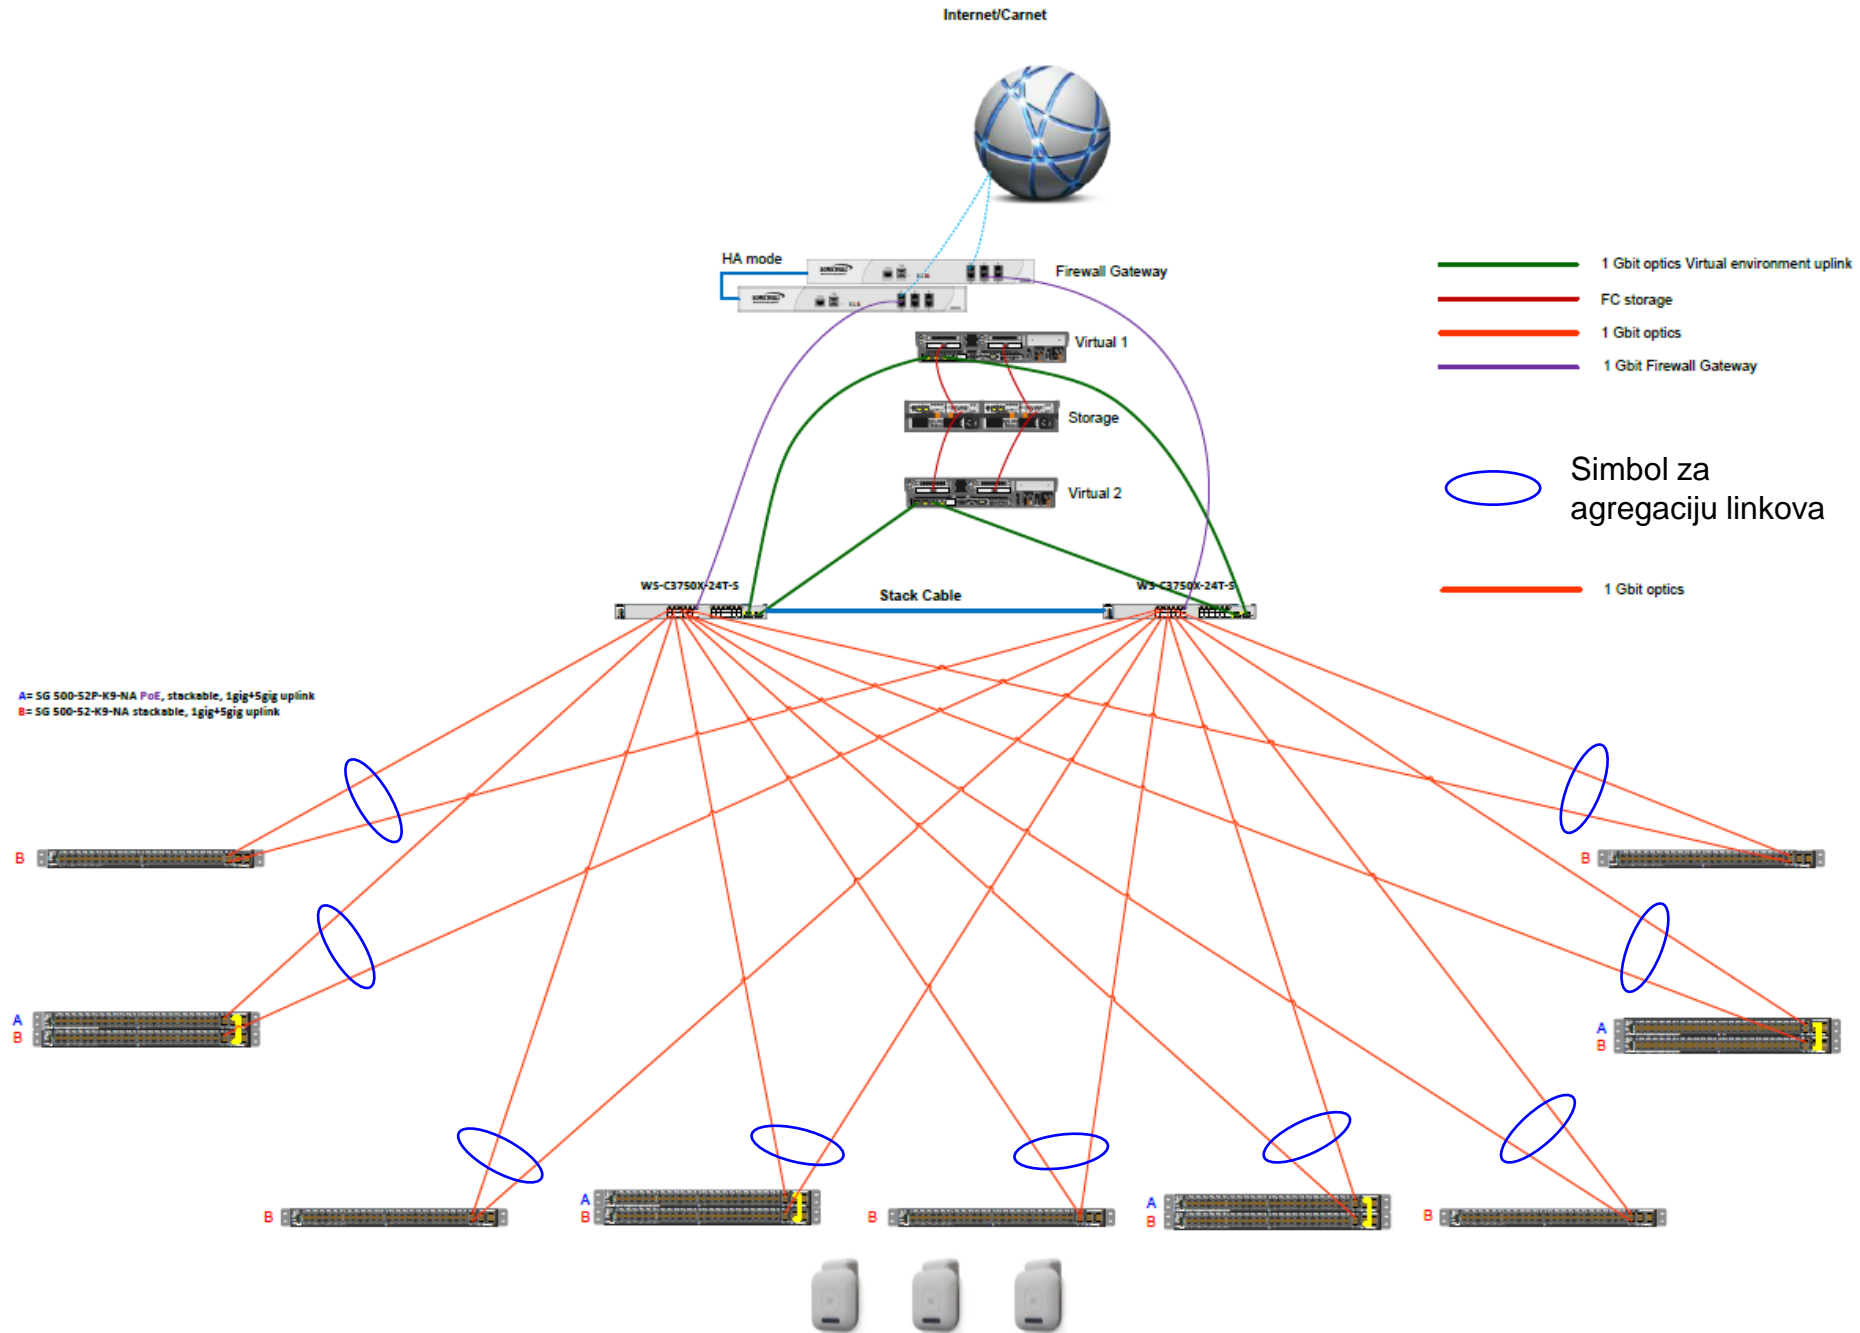 Internet/Carnet
HA mode
SONICWALL
Firewall Gateway
SONICWALL
1 Gbit optics Virtual environment uplink
FC storage
1 Gbit optics
1 Gbit Firewall Gateway
Virtual 1
Storage
Virtual 2
Simbol za
agregaciju linkova
WS-C3750X-24T-S
WS-C3750X-24T-S
Stack Cable
1 Gbit optics
A= SG 500-52P-K9-NA PoE, stackable, 1gig+5gig uplink
B= SG 500-52-K9-NA stackable, 1gig+5gig uplink
B
B
A
B
A
B
B
A
B
B
A
B
B